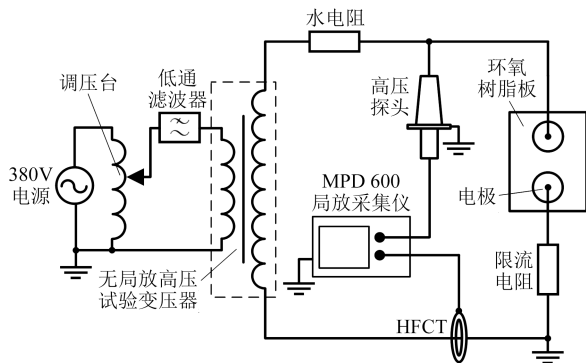 水电阻
调压台
低通
滤波器
高压
探头
环氧
树脂板
380V
电源
MPD 600
局放采集仪
电极
无局放高压
试验变压器
限流
电阻
HFCT